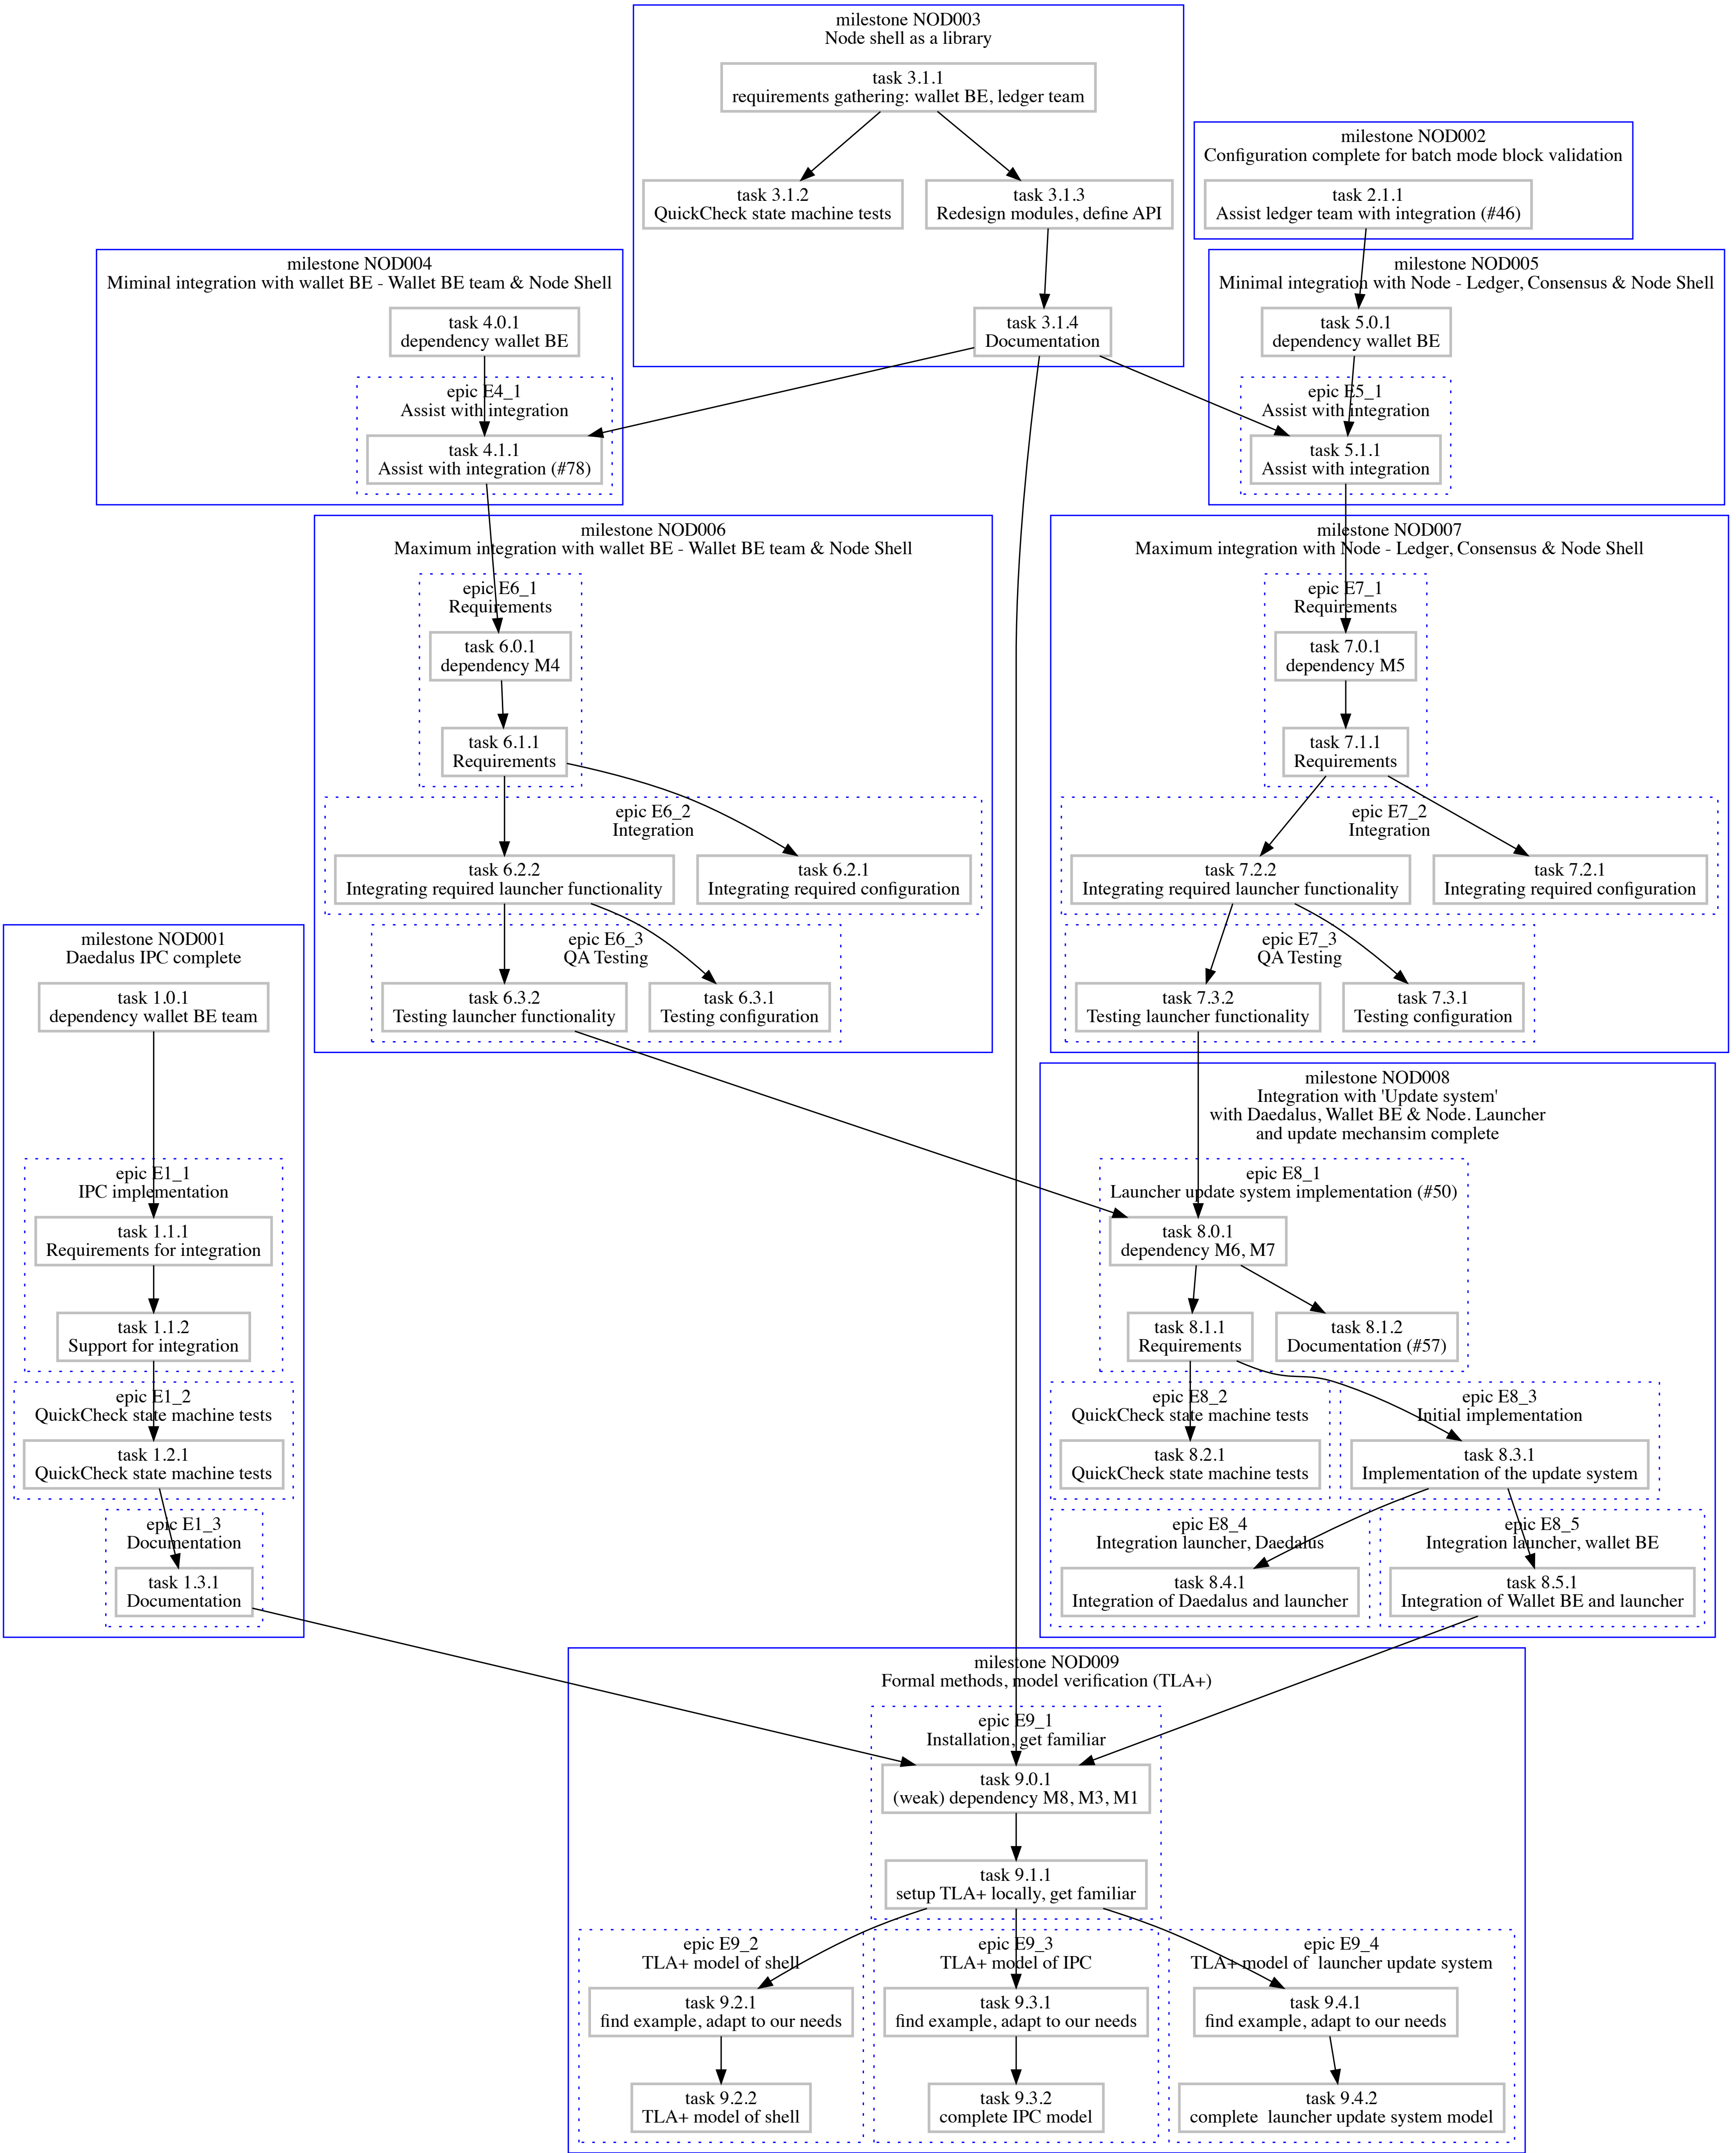 milestone NOD003
Node shell as a library
task 3.1.1
requirements gathering: wallet BE, ledger team
task 3.1.2
QuickCheck state machine tests
task 3.1.3
Redesign modules, define API
task 3.1.4
Documentation
milestone NOD002
Configuration complete for batch mode block validation
task 2.1.1
Assist ledger team with integration (#46)
milestone NOD004
Miminal integration with wallet BE - Wallet BE team & Node Shell
task 4.0.1
dependency wallet BE
epic E4_1
Assist with integration
task 4.1.1
Assist with integration (#78)
milestone NOD005
Minimal integration with Node - Ledger, Consensus & Node Shell
task 5.0.1
dependency wallet BE
epic E5_1
Assist with integration
task 5.1.1
Assist with integration
milestone NOD006
Maximum integration with wallet BE - Wallet BE team & Node Shell
epic E6_1
Requirements
task 6.0.1
dependency M4
task 6.1.1
Requirements
epic E6_2
Integration
task 6.2.2
Integrating required launcher functionality
task 6.2.1
Integrating required configuration
epic E6_3
QA Testing
task 6.3.2
Testing launcher functionality
task 6.3.1
Testing configuration
milestone NOD007
Maximum integration with Node - Ledger, Consensus & Node Shell
epic E7_1
Requirements
task 7.0.1
dependency M5
task 7.1.1
Requirements
epic E7_2
Integration
task 7.2.2
Integrating required launcher functionality
task 7.2.1
Integrating required configuration
epic E7_3
QA Testing
task 7.3.2
Testing launcher functionality
task 7.3.1
Testing configuration
milestone NOD001
Daedalus IPC complete
task 1.0.1
dependency wallet BE team
epic E1_1
IPC implementation
task 1.1.1
Requirements for integration
task 1.1.2
Support for integration
epic E1_2
QuickCheck state machine tests
task 1.2.1
QuickCheck state machine tests
epic E1_3
Documentation
task 1.3.1
Documentation
milestone NOD008
Integration with 'Update system'
with Daedalus, Wallet BE & Node. Launcher
and update mechansim complete
epic E8_1
Launcher update system implementation (#50)
task 8.0.1
dependency M6, M7
task 8.1.1
Requirements
task 8.1.2
Documentation (#57)
epic E8_2
QuickCheck state machine tests
task 8.2.1
QuickCheck state machine tests
epic E8_3
Initial implementation
task 8.3.1
Implementation of the update system
epic E8_4
Integration launcher, Daedalus
task 8.4.1
Integration of Daedalus and launcher
epic E8_5
Integration launcher, wallet BE
task 8.5.1
Integration of Wallet BE and launcher
milestone NOD009
Formal methods, model verification (TLA+)
epic E9_1
Installation, get familiar
task 9.0.1
(weak) dependency M8, M3, M1
task 9.1.1
setup TLA+ locally, get familiar
epic E9_2
TLA+ model of shell
task 9.2.1
find example, adapt to our needs
task 9.2.2
TLA+ model of shell
epic E9_3
TLA+ model of IPC
task 9.3.1
find example, adapt to our needs
task 9.3.2
complete IPC model
epic E9_4
TLA+ model of  launcher update system
task 9.4.1
find example, adapt to our needs
task 9.4.2
complete  launcher update system model